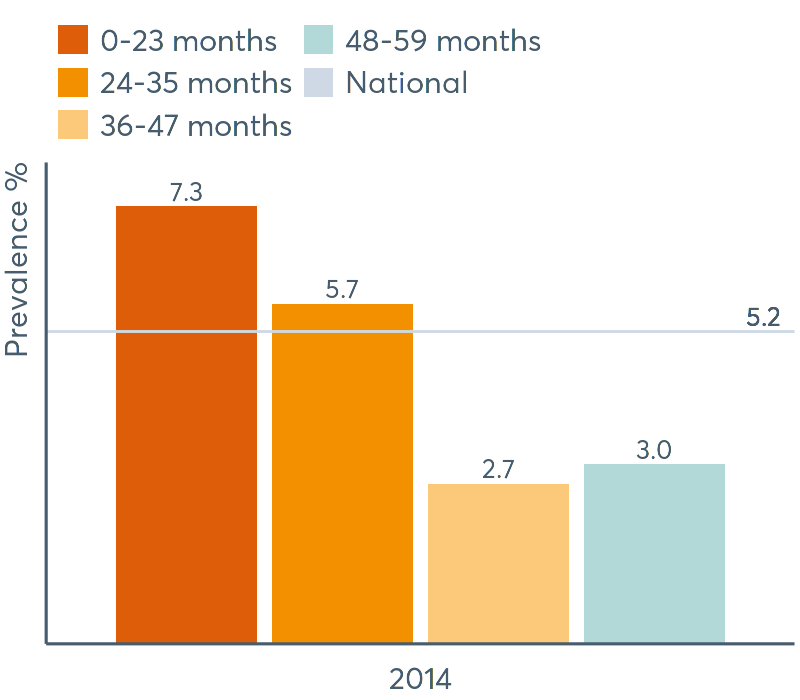 0-23 months
24-35 months
36-47 months
48-59 months
National
Prevalence %
7.3
5.7
5.2
2.7
3.0
2014